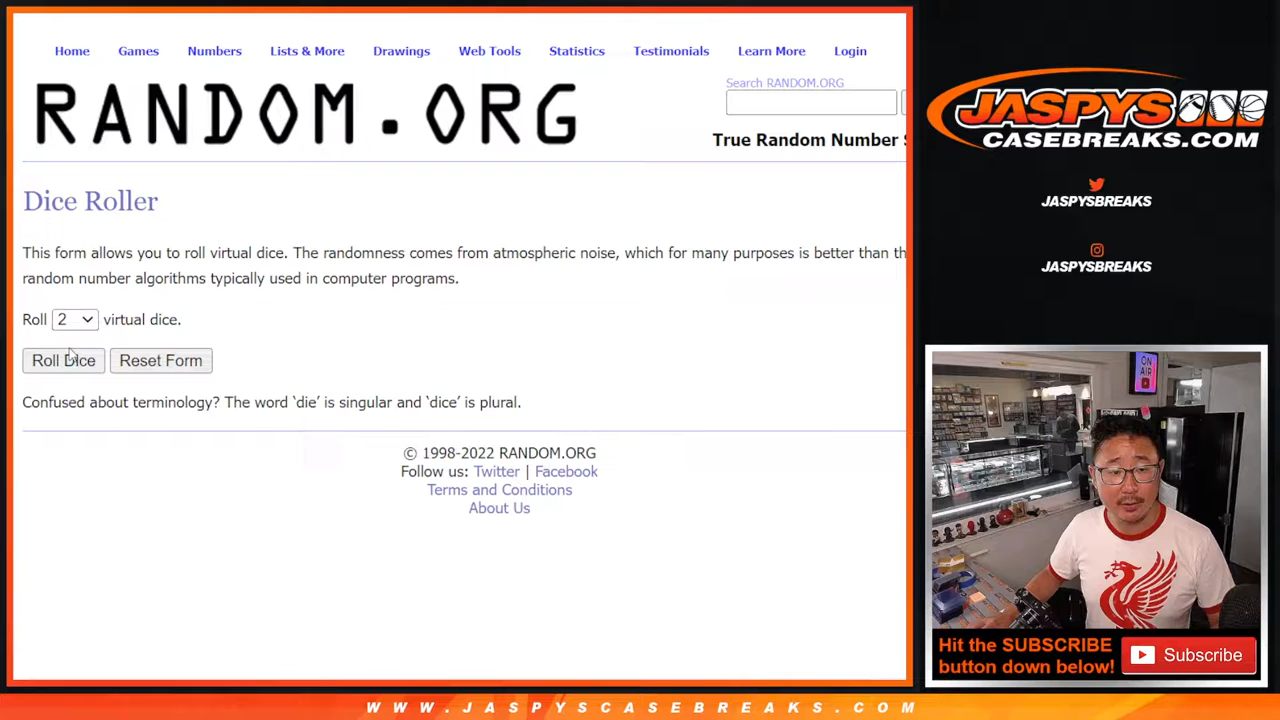 Home Games Numbers Lists & More Drawings Web Tools Statistics Testimonials Learn More Login
RANDOM.ORG
Search RANDOM.ORG
True Random Number S
Dice Roller
This form allows you to roll virtual dice. The randomness comes from atmospheric noise, which for many purposes is better than th
random number algorithms typically used in computer programs.
Roll 2 virtual dice.
Roll Dice Reset Form
Confused about terminology? The word ‘die’ is singular and ‘dice’ is plural.
© 1998-2022 RANDOM.ORG
Follow us: Twitter | Facebook
Terms and Conditions
About Us
JASPYS
CASEBREAKS.COM
JASPYSBREAKS
JASPYSBREAKS
ON
AIR
Hit the SUBSCRIBE
button down below!
Subscribe
WWW.JASPYSCASEBREAKS.COM